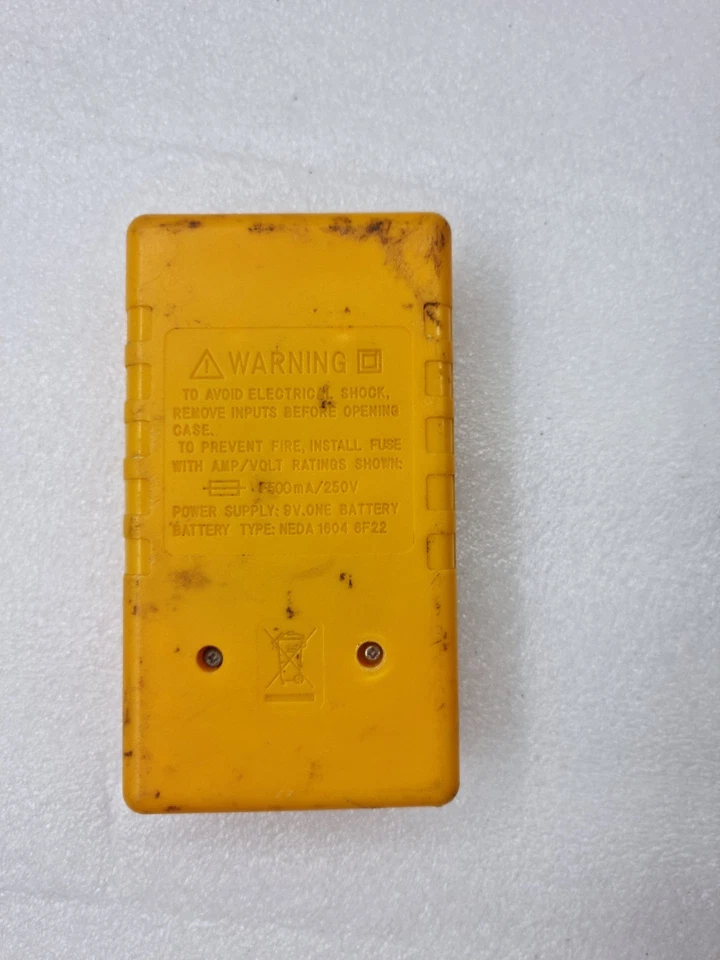 WARNING
TO AVOID ELECTRICAL SHOCK,
REMOVE INPUTS BEFORE OPENING
CASE.
TO PREVENT FIRE, INSTALL FUSE
WITH AMP/VOLT RATINGS SHOWN:
F500mA/250V
POWER SUPPLY: 9V.ONE BATTERY
BATTERY TYPE: NEDA 1604 6F22